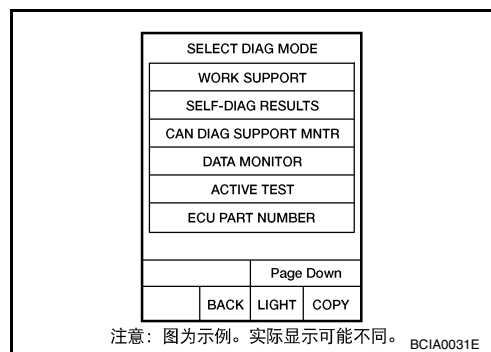 SELECT DIAG MODE
WORK SUPPORT
SELF-DIAG RESULTS
CAN DIAG SUPPORT MNTR
DATA MONITOR
ACTIVE TEST
ECU PART NUMBER
Page Down
BACK LIGHT COPY
注意：图为示例。实际显示可能不同。 BCIA0031E